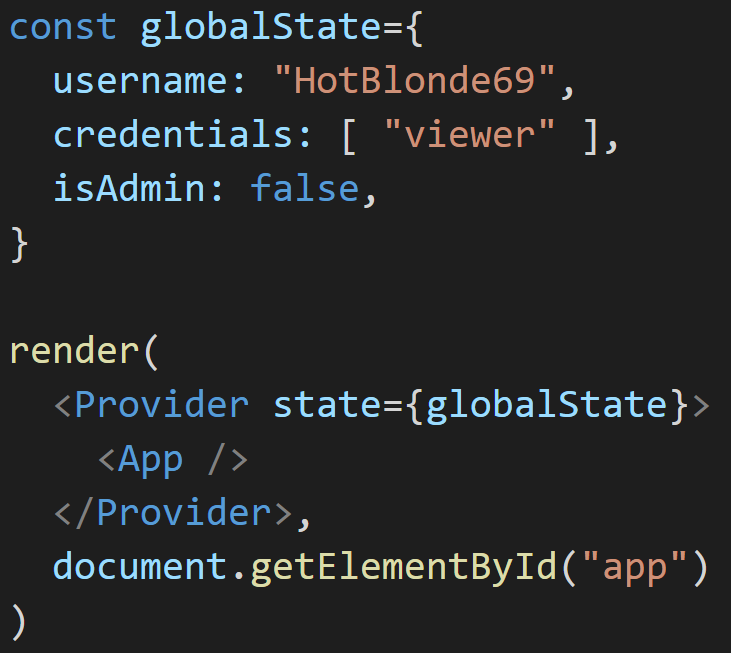 const globalState={
  username: "HotBlonde69",
  credentials: [ "viewer" ],
  isAdmin: false,
}

render(
  <Provider state={globalState}>
    <App />
  </Provider>,
  document.getElementById("app")
)